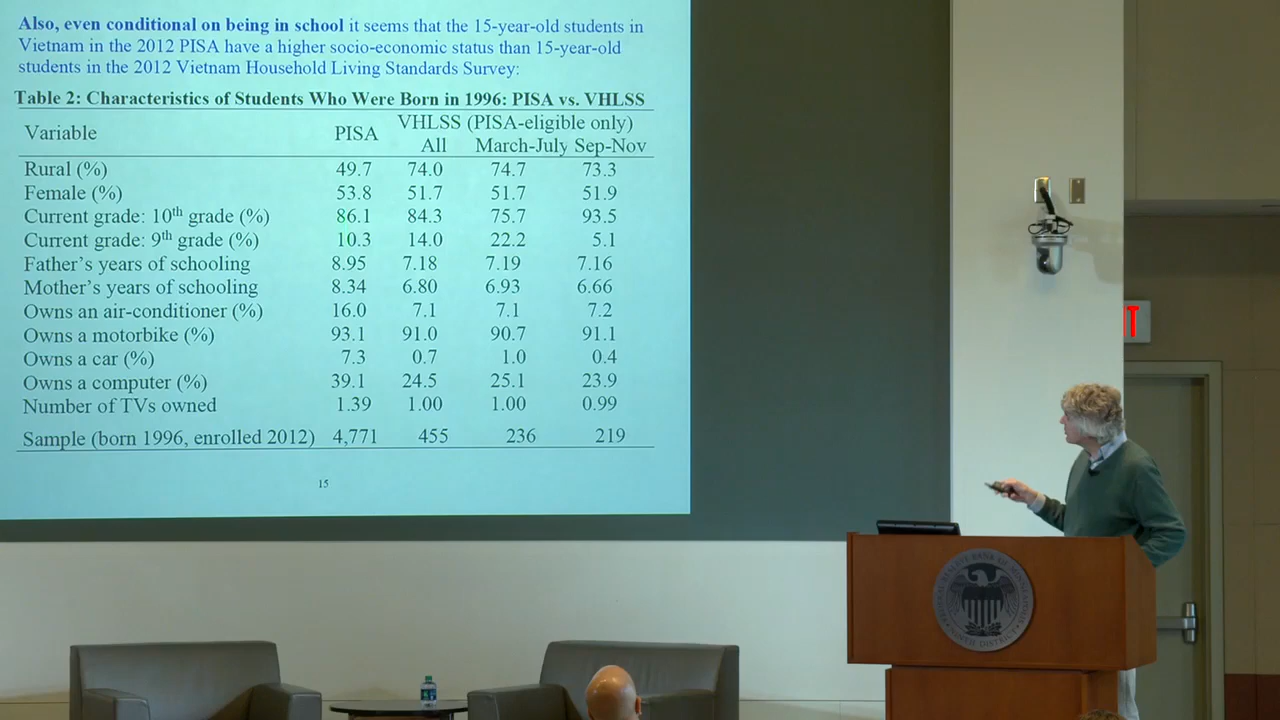 Also, even conditional on being in school it seems that the 15-year-old students in
Vietnam in the 2012 PISA have a higher socio-economic status than 15-year-old
students in the 2012 Vietnam Household Living Standards Survey:
Table 2: Characteristics of Students Who Were Born in 1996: PISA vs. VHLSS
Variable PISA VHLSS (PISA-eligible only)
All March-July Sep-Nov
Rural (%) 49.7 74.0 74.7 73.3
Female (%) 53.8 51.7 51.7 51.9
Current grade: 10th grade (%) 86.1 84.3 75.7 93.5
Current grade: 9th grade (%) 10.3 14.0 22.2 5.1
Father's years of schooling 8.95 7.18 7.19 7.16
Mother's years of schooling 8.34 6.80 6.93 6.66
Owns an air-conditioner (%) 16.0 7.1 7.1 7.2
Owns a motorbike (%) 93.1 91.0 90.7 91.1
Owns a car (%) 7.3 0.7 1.0 0.4
Owns a computer (%) 39.1 24.5 25.1 23.9
Number of TVs owned 1.39 1.00 1.00 0.99
Sample (born 1996, enrolled 2012) 4,771 455 236 219
15
IT
FEDERAL RESERVE BANK OF MINNEAPOLIS
NINTH DISTRICT